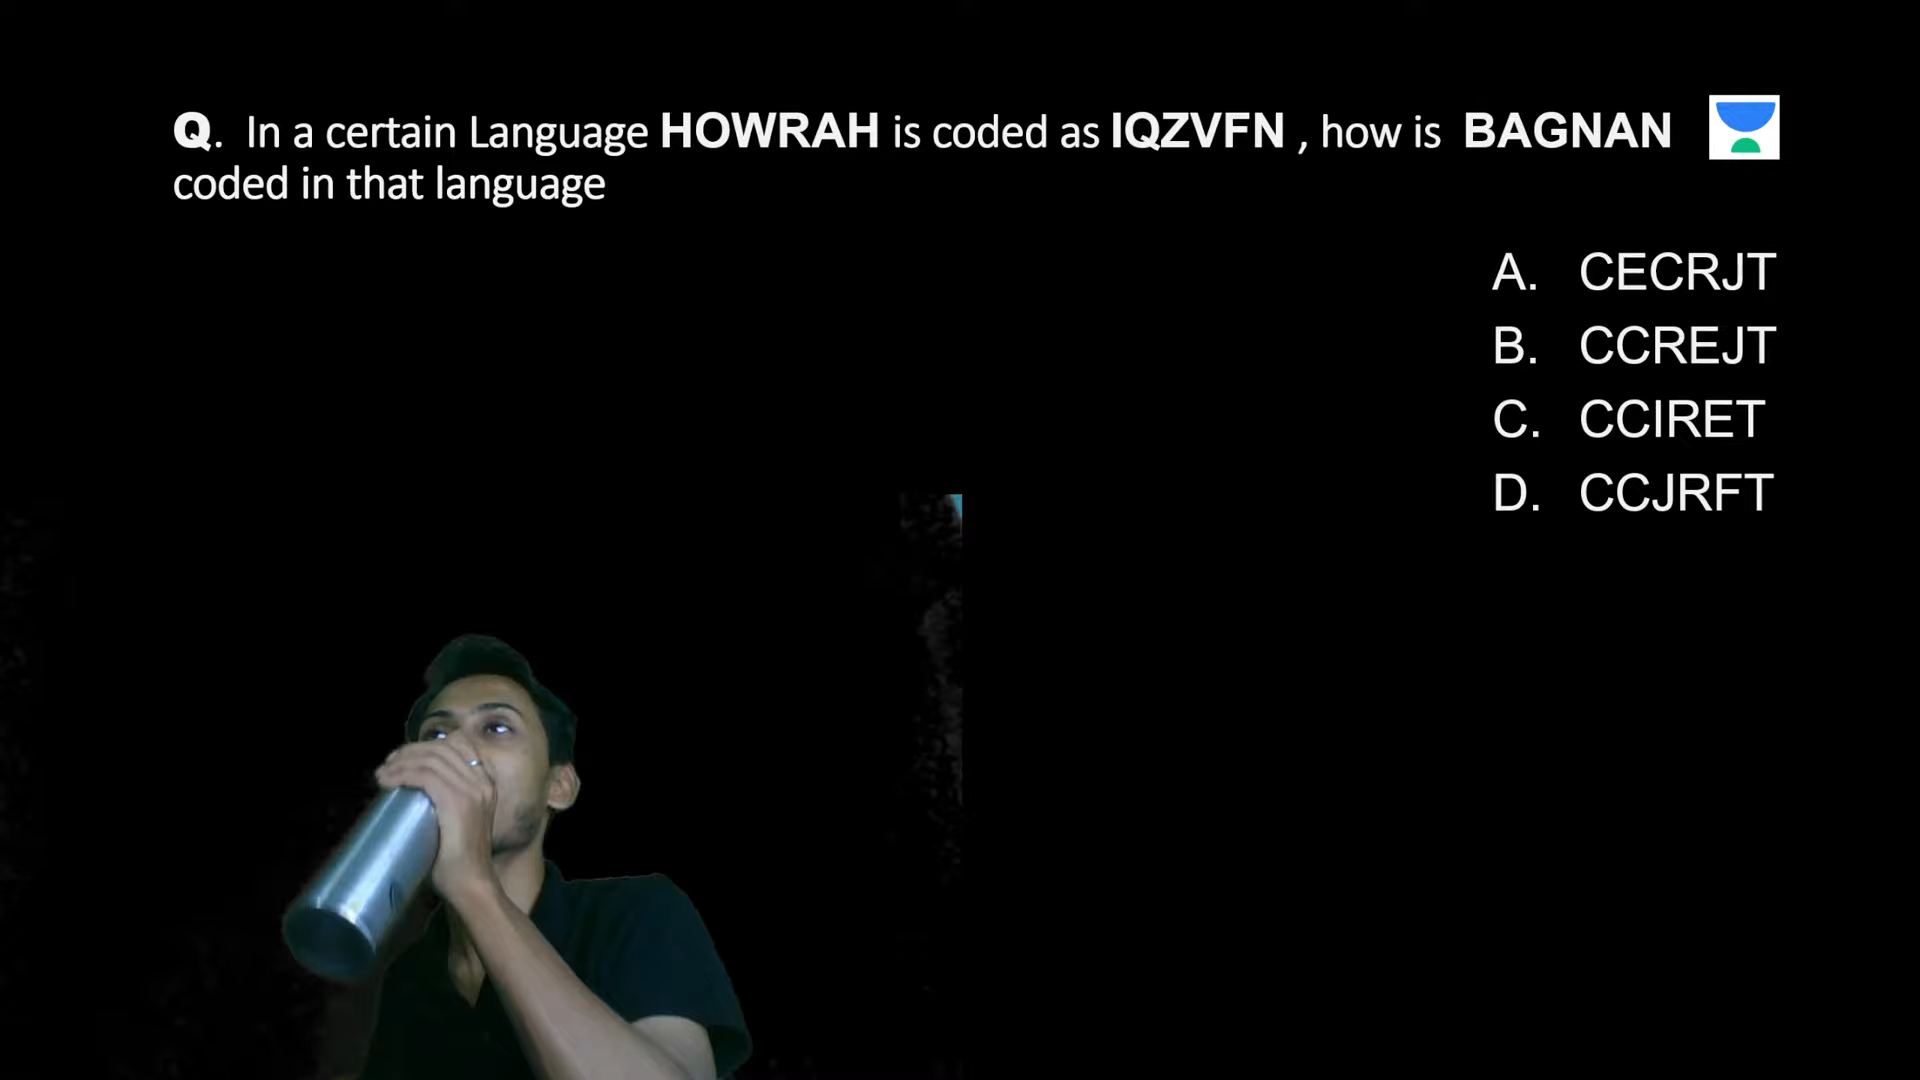 Q. In a certain Language HOWRAH is coded as IQZVFN , how is BAGNAN
coded in that language
A. CECRJT
B. CCREJT
C. CCIRET
D. CCJRFT